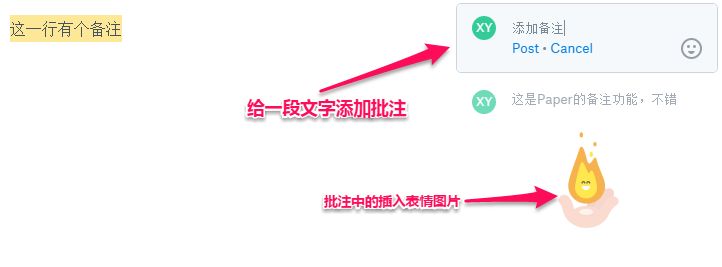 这一行有个备注
XY
添加备注
Post • Cancel
给一段文字添加批注
XY
这是Paper的备注功能，不错
批注中的插入表情图片